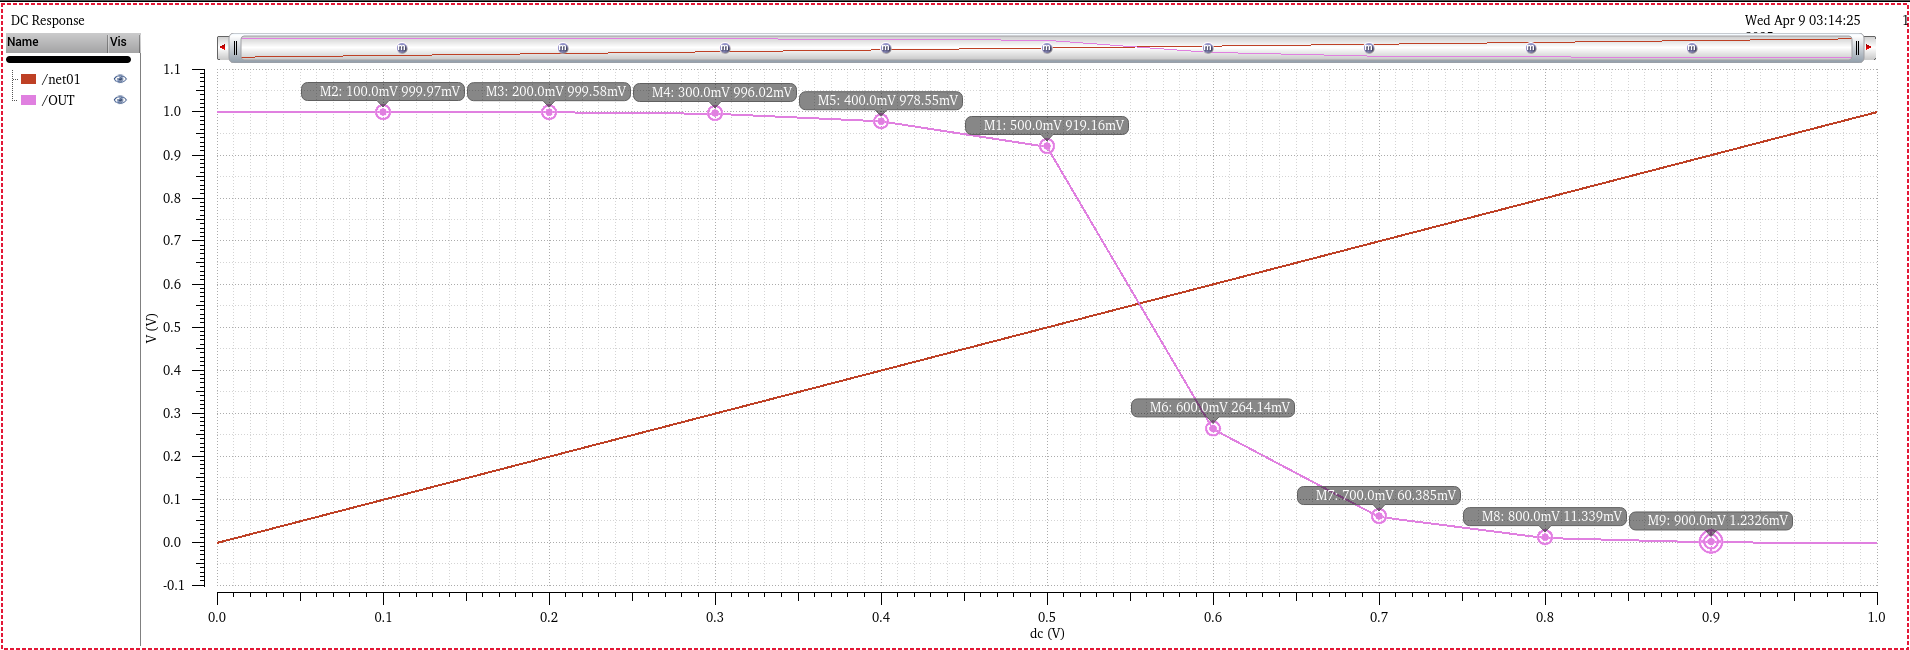 DC Response
Wed Apr 9 03:14:25
1
Name Vis
/net01
/OUT
M2: 100.0mV 999.97mV
M3: 200.0mV 999.58mV
M4: 300.0mV 996.02mV
M5: 400.0mV 978.55mV
M1: 500.0mV 919.16mV
M6: 600.0mV 264.14mV
M7: 700.0mV 60.385mV
M8: 800.0mV 11.339mV
M9: 900.0mV 1.2326mV
V (V)
1.1
1.0
0.9
0.8
0.7
0.6
0.5
0.4
0.3
0.2
0.1
0.0
-0.1
0.0 0.1 0.2 0.3 0.4 0.5 0.6 0.7 0.8 0.9 1.0
dc (V)